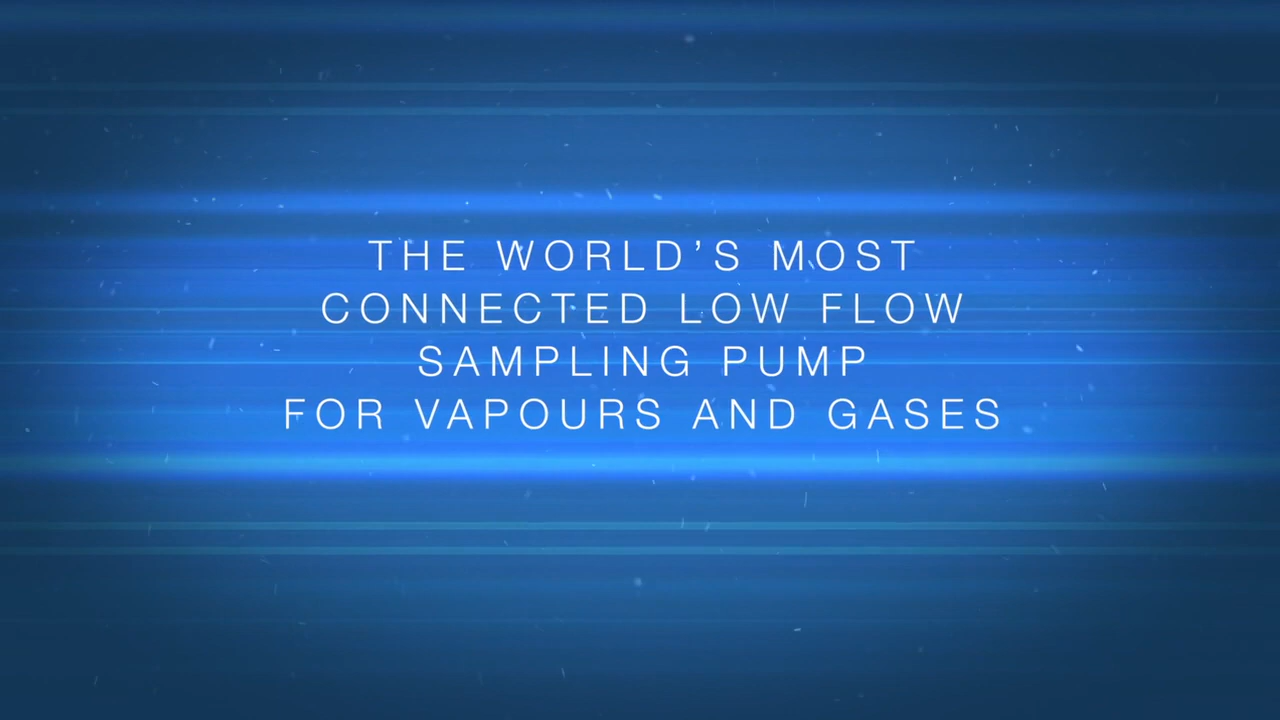 THE WORLD’S MOST
CONNECTED LOW FLOW
SAMPLING PUMP
FOR VAPOURS AND GASES